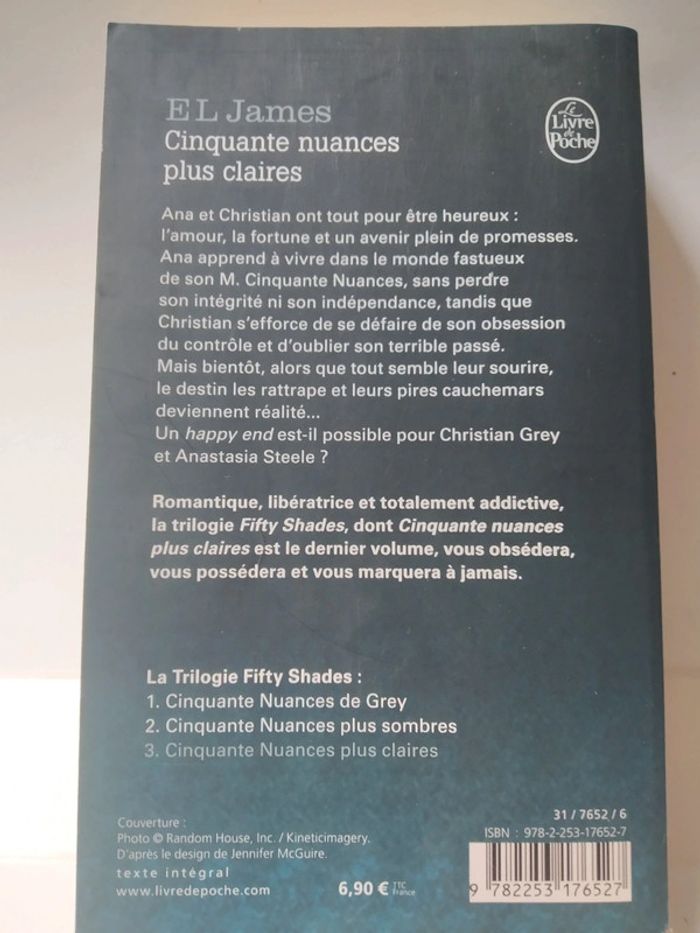 E L James
Cinquante nuances
plus claires
Le
Livre
de
Poche
Ana et Christian ont tout pour être heureux :
l'amour, la fortune et un avenir plein de promesses.
Ana apprend à vivre dans le monde fastueux
de son M. Cinquante Nuances, sans perdre
son intégrité ni son indépendance, tandis que
Christian s'efforce de se défaire de son obsession
du contrôle et d'oublier son terrible passé.
Mais bientôt, alors que tout semble leur sourire,
le destin les rattrape et leurs pires cauchemars
deviennent réalité...
Un happy end est-il possible pour Christian Grey
et Anastasia Steele ?
Romantique, libératrice et totalement addictive,
la trilogie Fifty Shades, dont Cinquante nuances
plus claires est le dernier volume, vous obsédera,
vous possédera et vous marquera à jamais.
La Trilogie Fifty Shades :
1. Cinquante Nuances de Grey
2. Cinquante Nuances plus sombres
3. Cinquante Nuances plus claires
Couverture :
Photo © Random House, Inc. / Kineticimagery.
D'après le design de Jennifer McGuire.
texte intégral
www.livredepoche.com
6,90 € TTC France
31 / 7652 / 6
ISBN : 978-2-253-17652-7
9 782253 176527